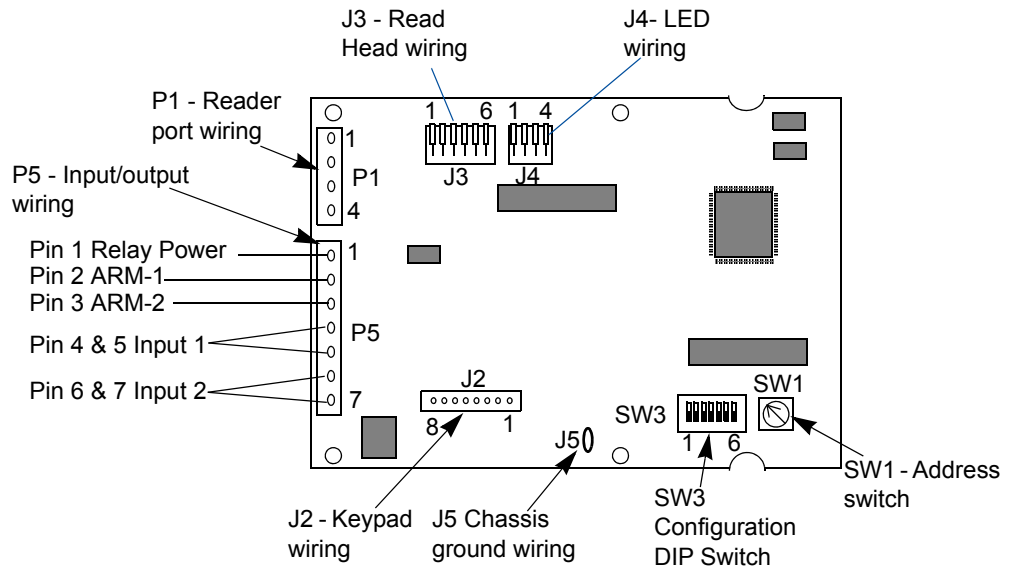 J3 - Read
Head wiring
J4- LED
wiring
P1 - Reader
port wiring
1 6 1 4
J3 J4
1
P1
4
P5 - Input/output
wiring
Pin 1 Relay Power
1
Pin 2 ARM-1
Pin 3 ARM-2
Pin 4 & 5 Input 1
P5
Pin 6 & 7 Input 2
7
J2
8 1
J5
SW3
1 6
SW1
J2 - Keypad
wiring
J5 Chassis
ground wiring
SW3
Configuration
DIP Switch
SW1 - Address
switch